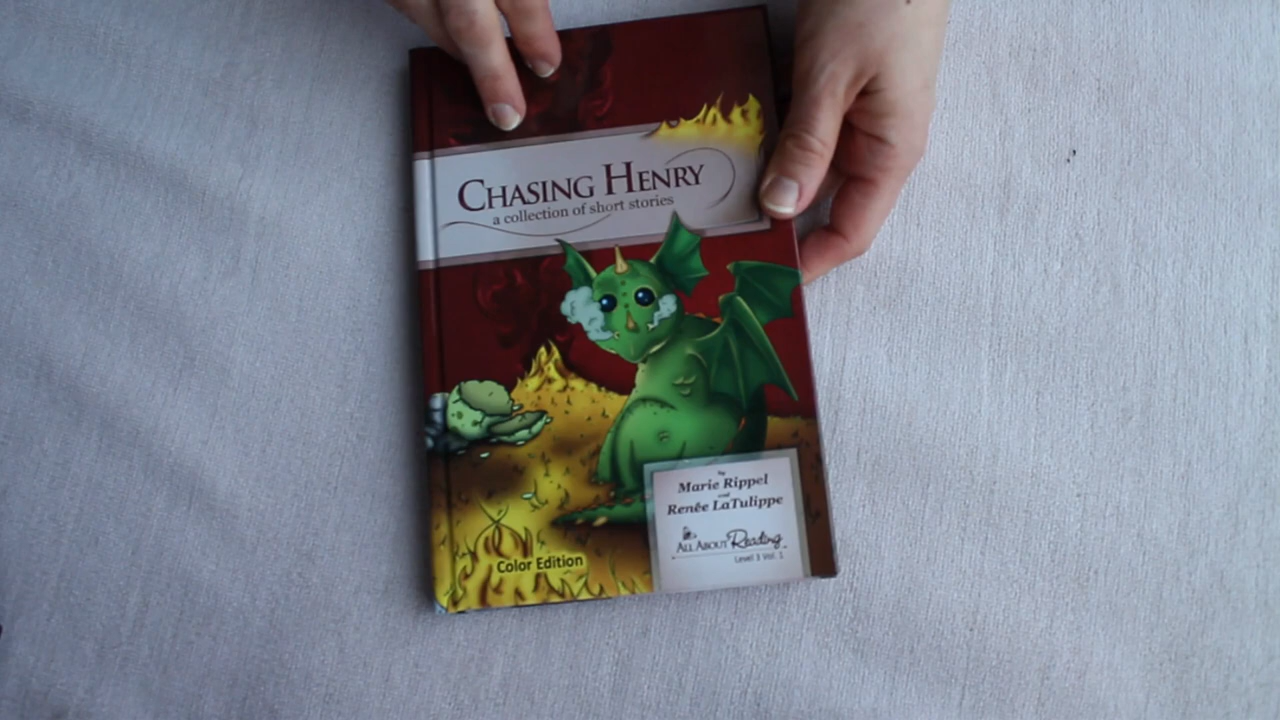 CHASING HENRY
a collection of short stories
by
Marie Rippel
and
Renée LaTulippe
ALL ABOUT Reading
Level 3 Vol. 1
Color Edition